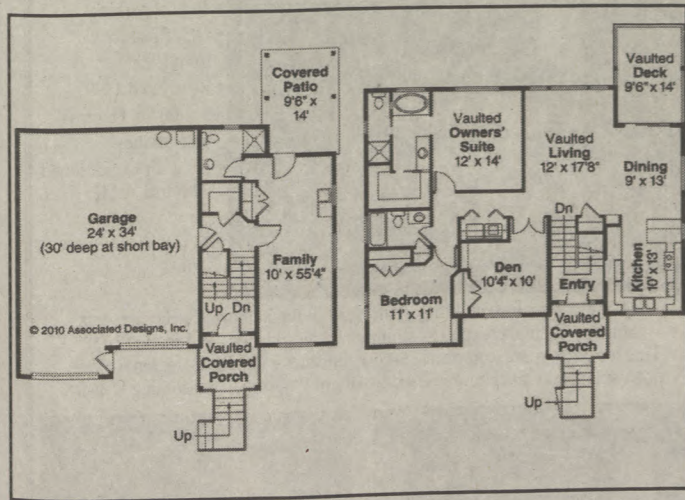 Covered
Patio
9'6" x
14'
Garage
24' x 34'
(30' deep at short bay)
Family
10' x 55'4"
Up Dn
© 2010 Associated Designs, Inc.
Vaulted
Covered
Porch
Up
Vaulted
Deck
9'6" x 14'
Vaulted
Owners'
Suite
12' x 14'
Vaulted
Living
12' x 17'8"
Dining
9' x 13'
Dn
Kitchen
10' x 13'
Den
10'4" x 10'
Entry
Bedroom
11' x 11'
Vaulted
Covered
Porch
Up